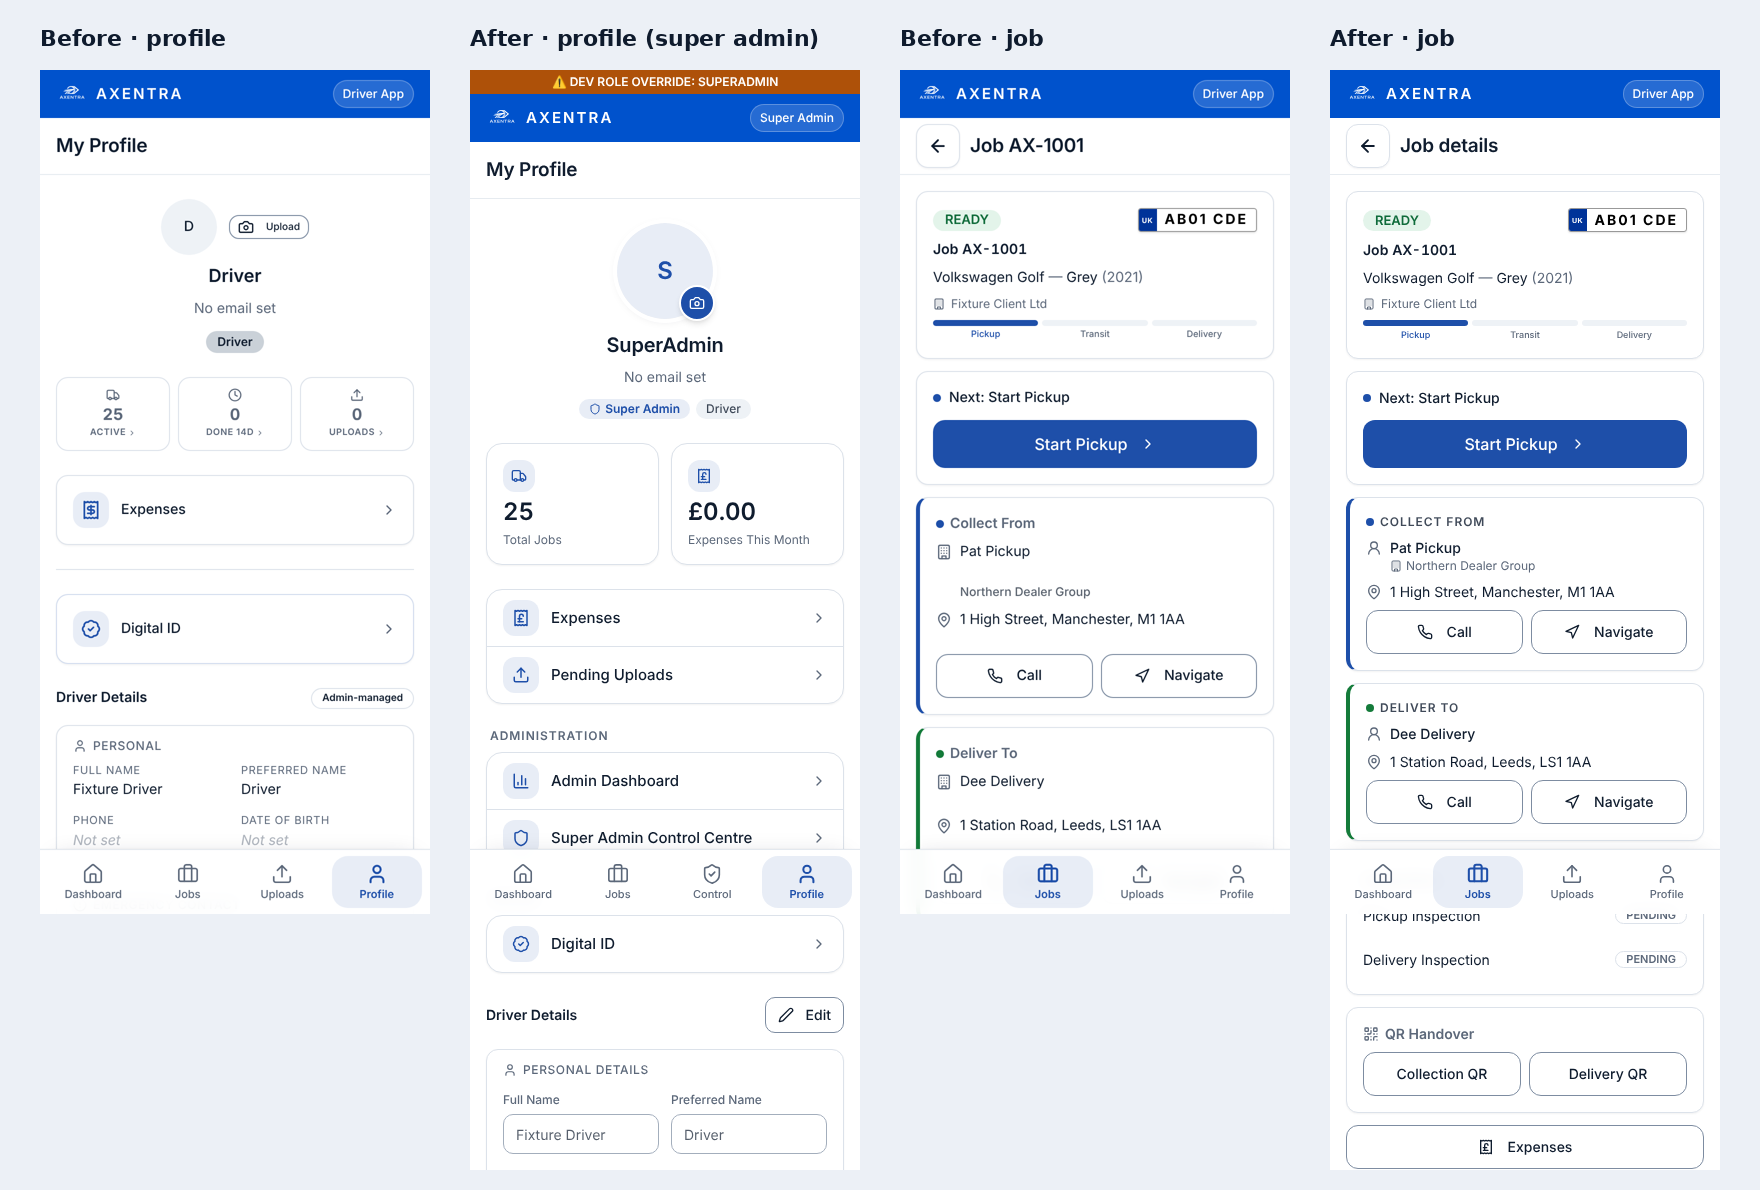 Before · profile
AXENTRA
AXENTRA
Driver App
My Profile
D
Upload
Driver
No email set
Driver
25
ACTIVE ›
0
DONE 14D ›
0
UPLOADS ›
Expenses
Digital ID
Driver Details
Admin-managed
PERSONAL
FULL NAME
Fixture Driver
PREFERRED NAME
Driver
PHONE
Not set
DATE OF BIRTH
Not set
Dashboard
Jobs
Uploads
Profile
After · profile (super admin)
⚠️ DEV ROLE OVERRIDE: SUPERADMIN
AXENTRA
AXENTRA
Super Admin
My Profile
S
SuperAdmin
No email set
Super Admin
Driver
25
Total Jobs
£0.00
Expenses This Month
Expenses
Pending Uploads
ADMINISTRATION
Admin Dashboard
Super Admin Control Centre
Dashboard
Jobs
Control
Profile
Digital ID
Driver Details
Edit
PERSONAL DETAILS
Full Name
Preferred Name
Fixture Driver
Driver
Before · job
AXENTRA
AXENTRA
Driver App
Job AX-1001
READY
UK
AB01 CDE
Job AX-1001
Volkswagen Golf — Grey (2021)
Fixture Client Ltd
Pickup
Transit
Delivery
Next: Start Pickup
Start Pickup
Collect From
Pat Pickup
Northern Dealer Group
1 High Street, Manchester, M1 1AA
Call
Navigate
Deliver To
Dee Delivery
1 Station Road, Leeds, LS1 1AA
Dashboard
Jobs
Uploads
Profile
After · job
AXENTRA
AXENTRA
Driver App
Job details
READY
UK
AB01 CDE
Job AX-1001
Volkswagen Golf — Grey (2021)
Fixture Client Ltd
Pickup
Transit
Delivery
Next: Start Pickup
Start Pickup
COLLECT FROM
Pat Pickup
Northern Dealer Group
1 High Street, Manchester, M1 1AA
Call
Navigate
DELIVER TO
Dee Delivery
1 Station Road, Leeds, LS1 1AA
Call
Navigate
Dashboard
Jobs
Uploads
Profile
Pickup Inspection
PENDING
Delivery Inspection
PENDING
QR Handover
Collection QR
Delivery QR
Expenses